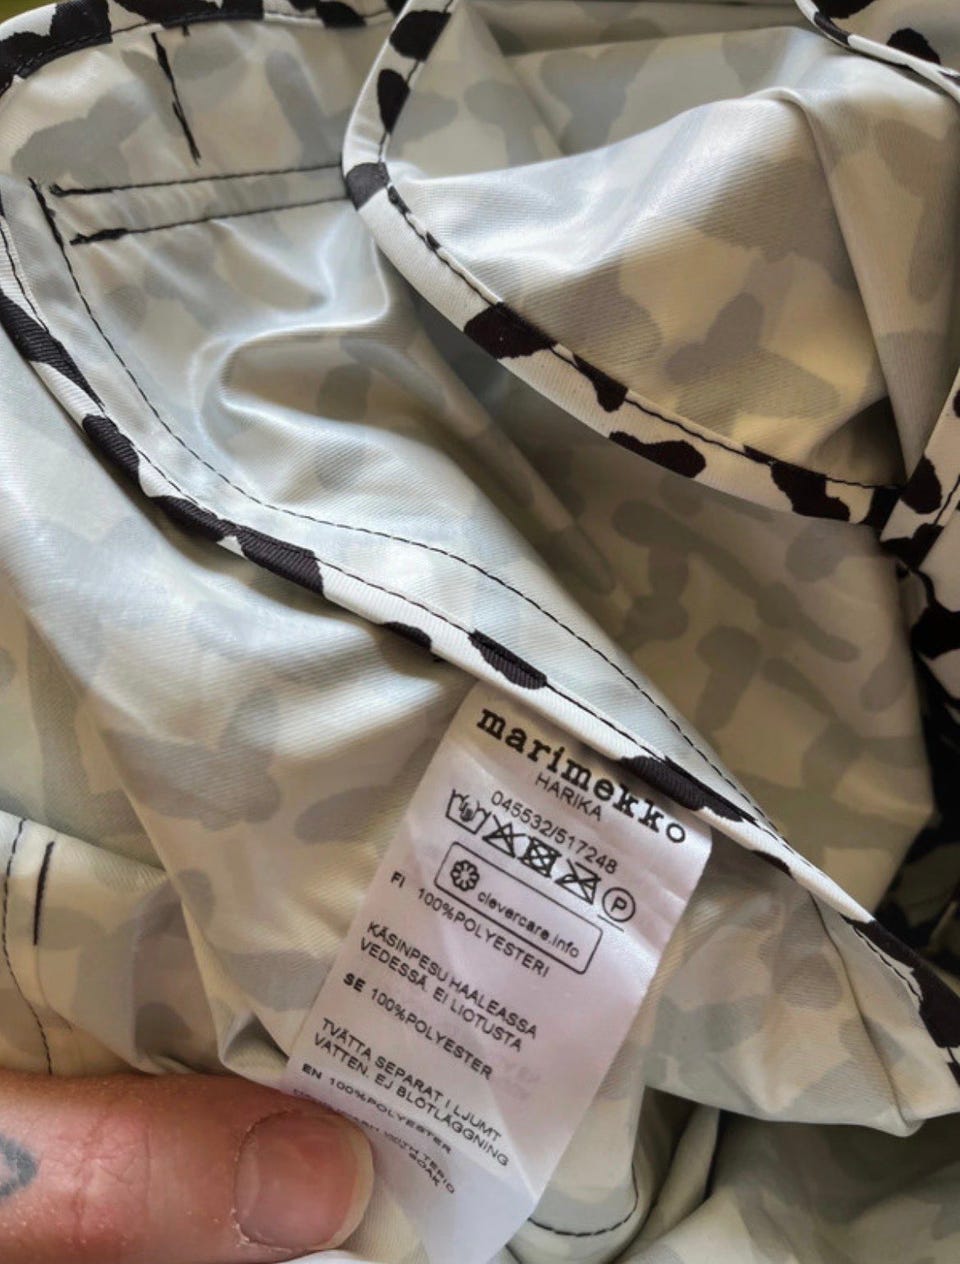 marimekko
HARIKA
045532/517248
P
clevercare.info
FI 100%POLYESTERI
KÄSINPESU HAALEASSA
VEDESSÄ. EI LIOTUSTA
SE 100%POLYESTER
TVÄTTA SEPARAT I LJUMT
VATTEN. EJ BLÖTLÄGGNING
EN 100%POLYESTER